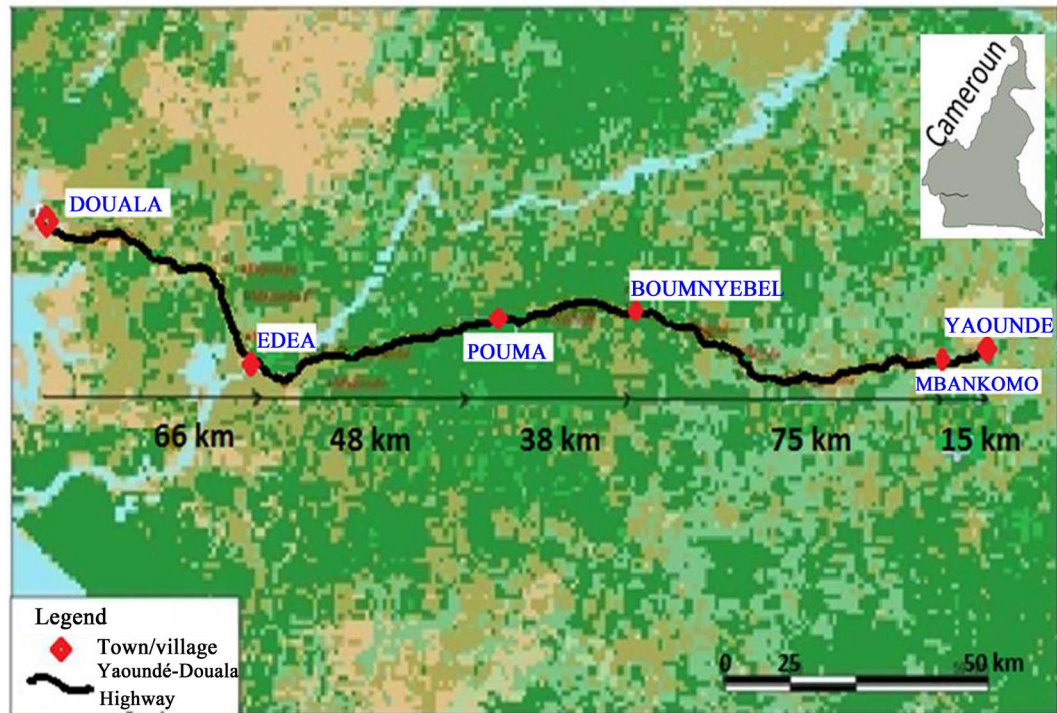 Cameroun
DOUALA
BOUMNYEBEL
EDEA
POUMA
YAOUNDE
MBANKOMO
66 km
48 km
38 km
75 km
15 km
Legend
Town/village
Yaoundé-Douala
Highway
0 25 50 km